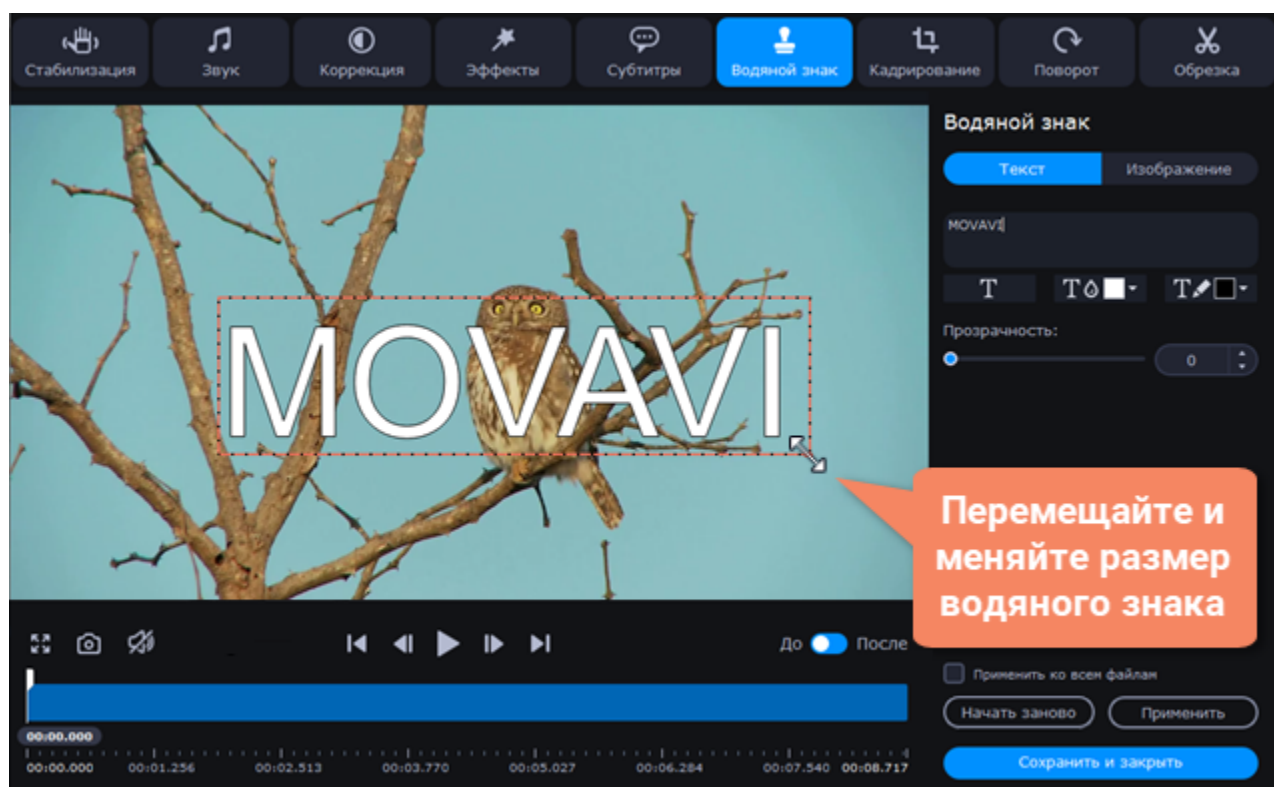 Стабилизация
Звук
Коррекция
Эффекты
Субтитры
Водяной знак
Кадрирование
Поворот
Обрезка
Водяной знак
Текст
Изображение
MOVAVI
T
T
T
Прозрачность:
0
MOVAVI
Перемещайте и
меняйте размер
водяного знака
До
После
Применить ко всем файлам
Начать заново
Применить
Сохранить и закрыть
00:00.000
00:00.000
00:01.256
00:02.513
00:03.770
00:05.027
00:06.284
00:07.540
00:08.717